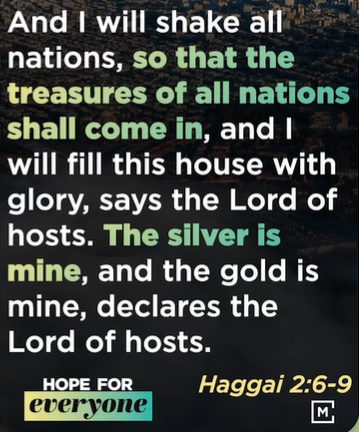 And I will shake all
nations, so that the
treasures of all nations
shall come in, and I
will fill this house with
glory, says the Lord of
hosts. The silver is
mine, and the gold is
mine, declares the
Lord of hosts.
HOPE FOR
everyone
Haggai 2:6-9
M